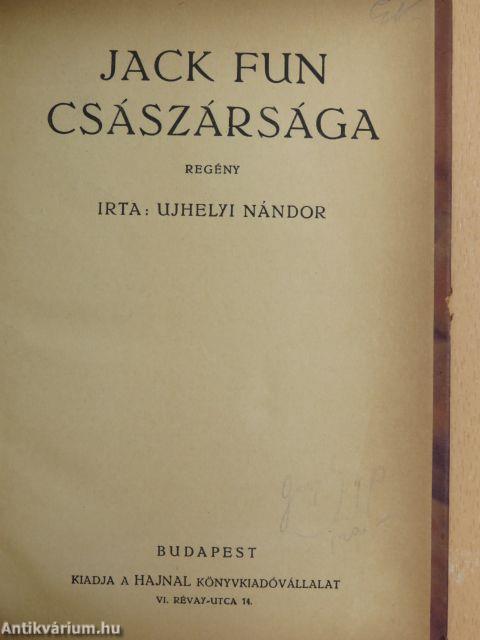 JACK FUN
CSÁSZÁRSÁGA
REGÉNY
IRTA: UJHELYI NÁNDOR
BUDAPEST
KIADJA A HAJNAL KÖNYVKIADÓVÁLLALAT
VI. RÉVAY-UTCA 14.
Antikvárium.hu